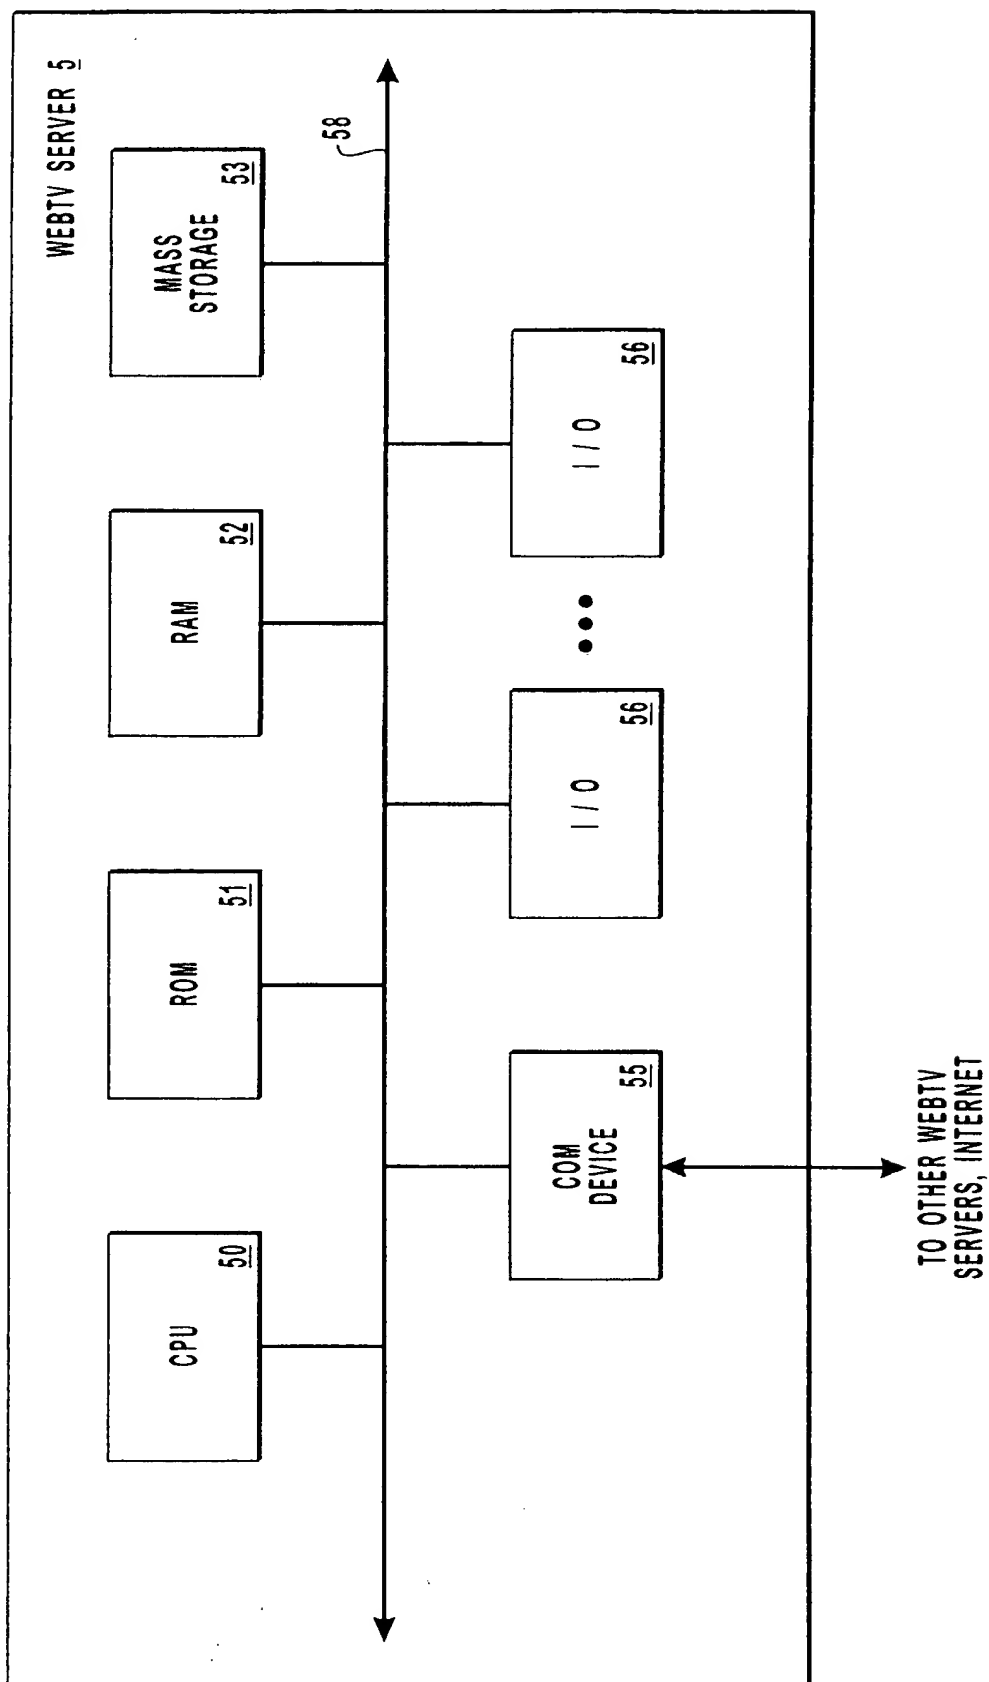 WEBTV SERVER 5
CPU
50
ROM
51
RAM
52
MASS
STORAGE
53
58
COM
DEVICE
55
I / O
56
I / O
56
TO OTHER WEBTV
SERVERS, INTERNET